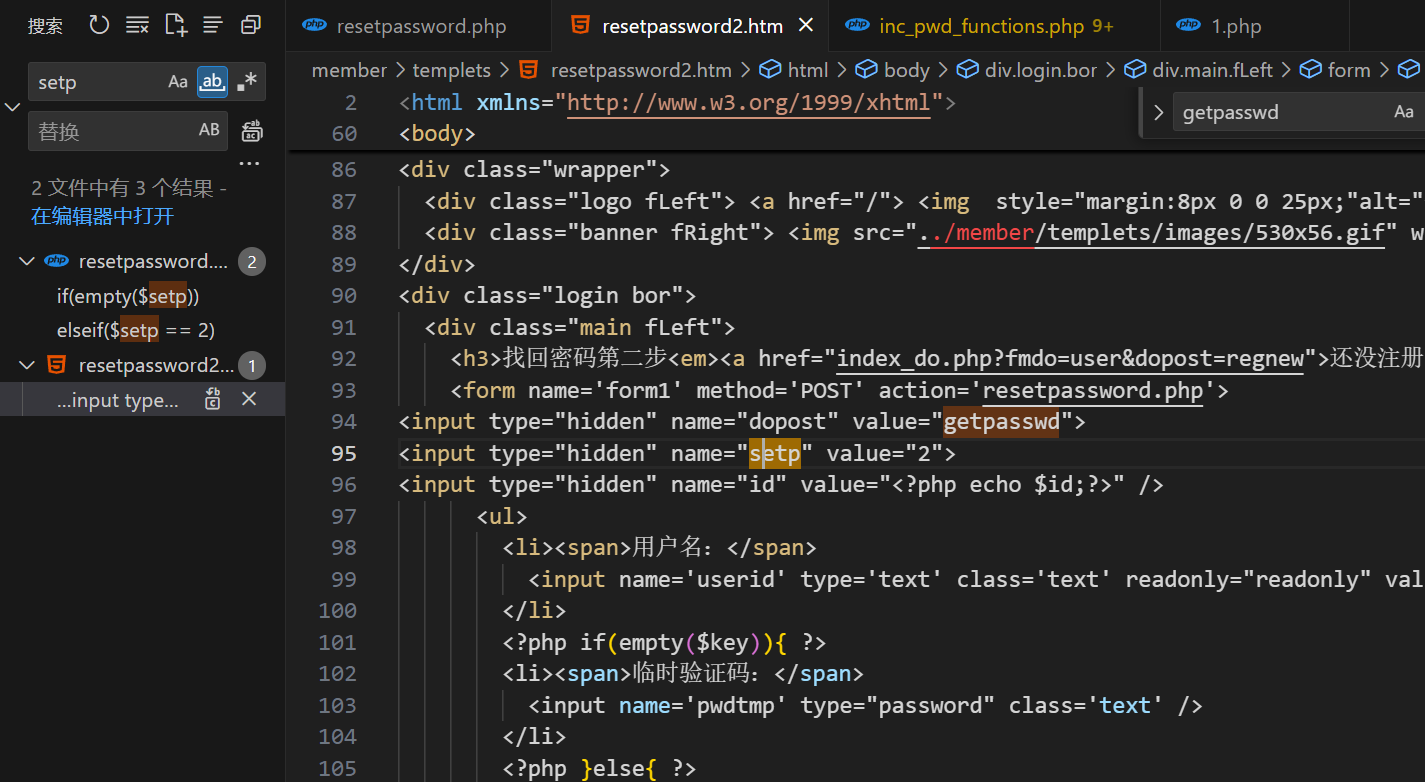 搜索
setp
Aa
ab
替换
AB
2 文件中有 3 个结果 -
在编辑器中打开
php resetpassword.... 2
if(empty($setp))
elseif($setp == 2)
resetpassword2... 1
...input type...
php resetpassword.php
resetpassword2.htm
php inc_pwd_functions.php 9+
php 1.php
member > templets > resetpassword2.htm > html > body > div.login.bor > div.main.fLeft > form >
getpasswd Aa
2 <html xmlns="http://www.w3.org/1999/xhtml">
60 <body>
86 <div class="wrapper">
87 <div class="logo fLeft"> <a href="/"> <img  style="margin:8px 0 0 25px;"alt="
88 <div class="banner fRight"> <img src="../member/templets/images/530x56.gif" w
89 </div>
90 <div class="login bor">
91 <div class="main fLeft">
92 <h3>找回密码第二步<em><a href="index_do.php?fmdo=user&dopost=regnew">还没注册
93 <form name='form1' method='POST' action='resetpassword.php'>
94 <input type="hidden" name="dopost" value="getpasswd">
95 <input type="hidden" name="setp" value="2">
96 <input type="hidden" name="id" value="<?php echo $id;?>" />
97 <ul>
98 <li><span>用户名：</span>
99 <input name='userid' type='text' class='text' readonly="readonly" val
100 </li>
101 <?php if(empty($key)){ ?>
102 <li><span>临时验证码：</span>
103 <input name='pwdtmp' type="password" class='text' />
104 </li>
105 <?php }else{ ?>